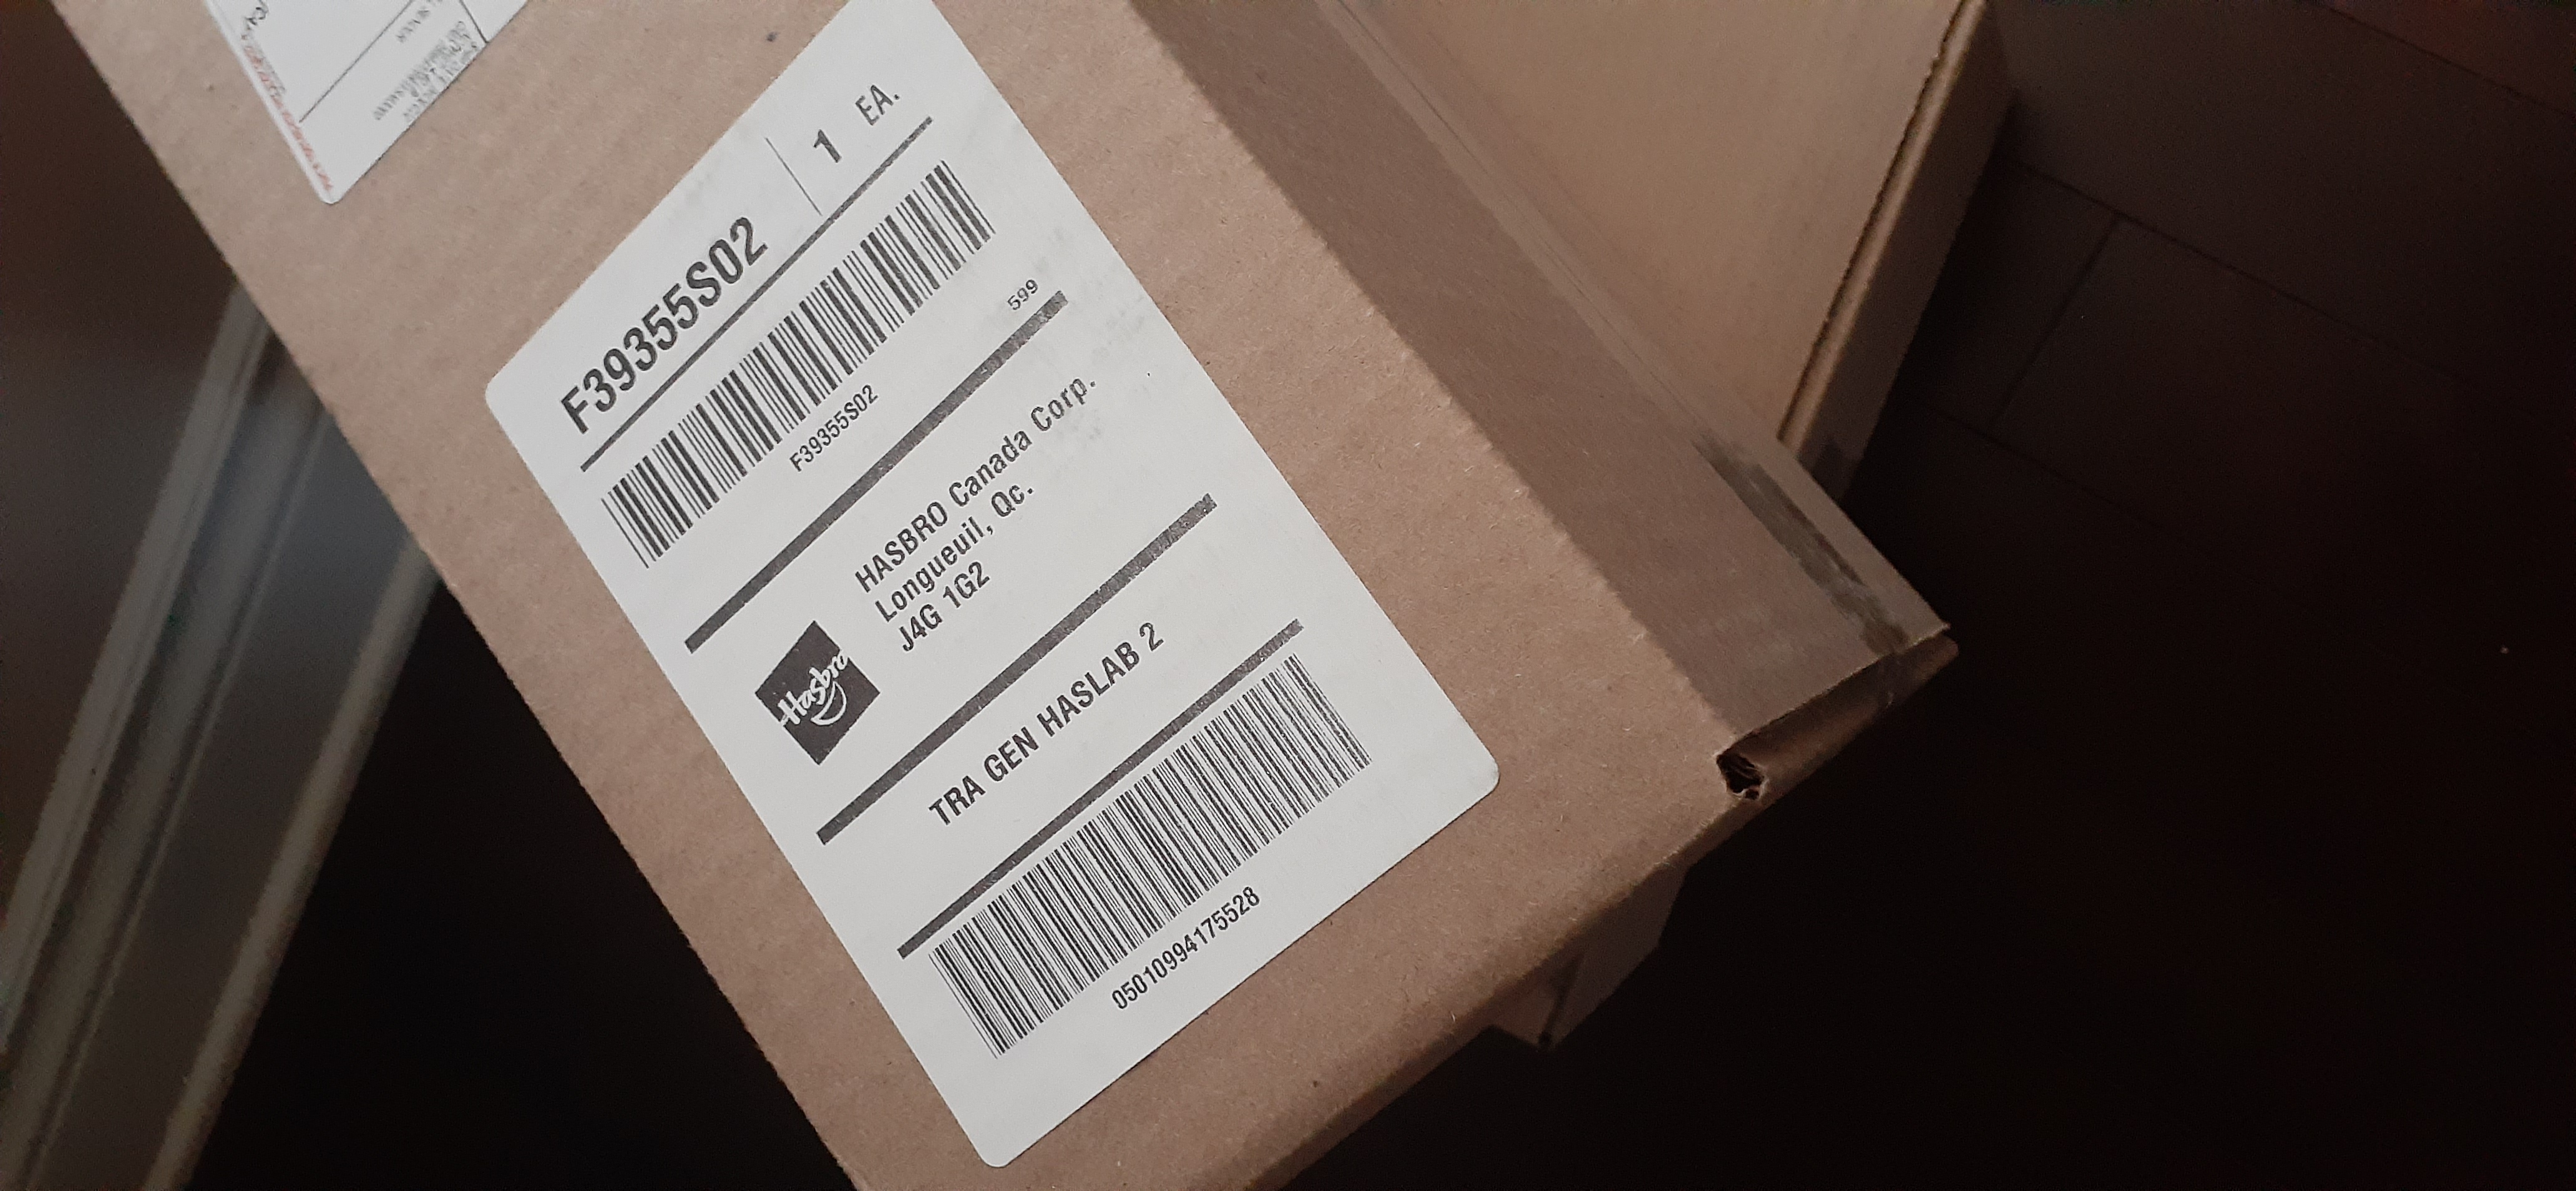 F39355S02
1 EA.
F39355S02
599
Hasbro
HASBRO Canada Corp.
Longueuil, Qc.
J4G 1G2
TRA GEN HASLAB 2
05010994175528